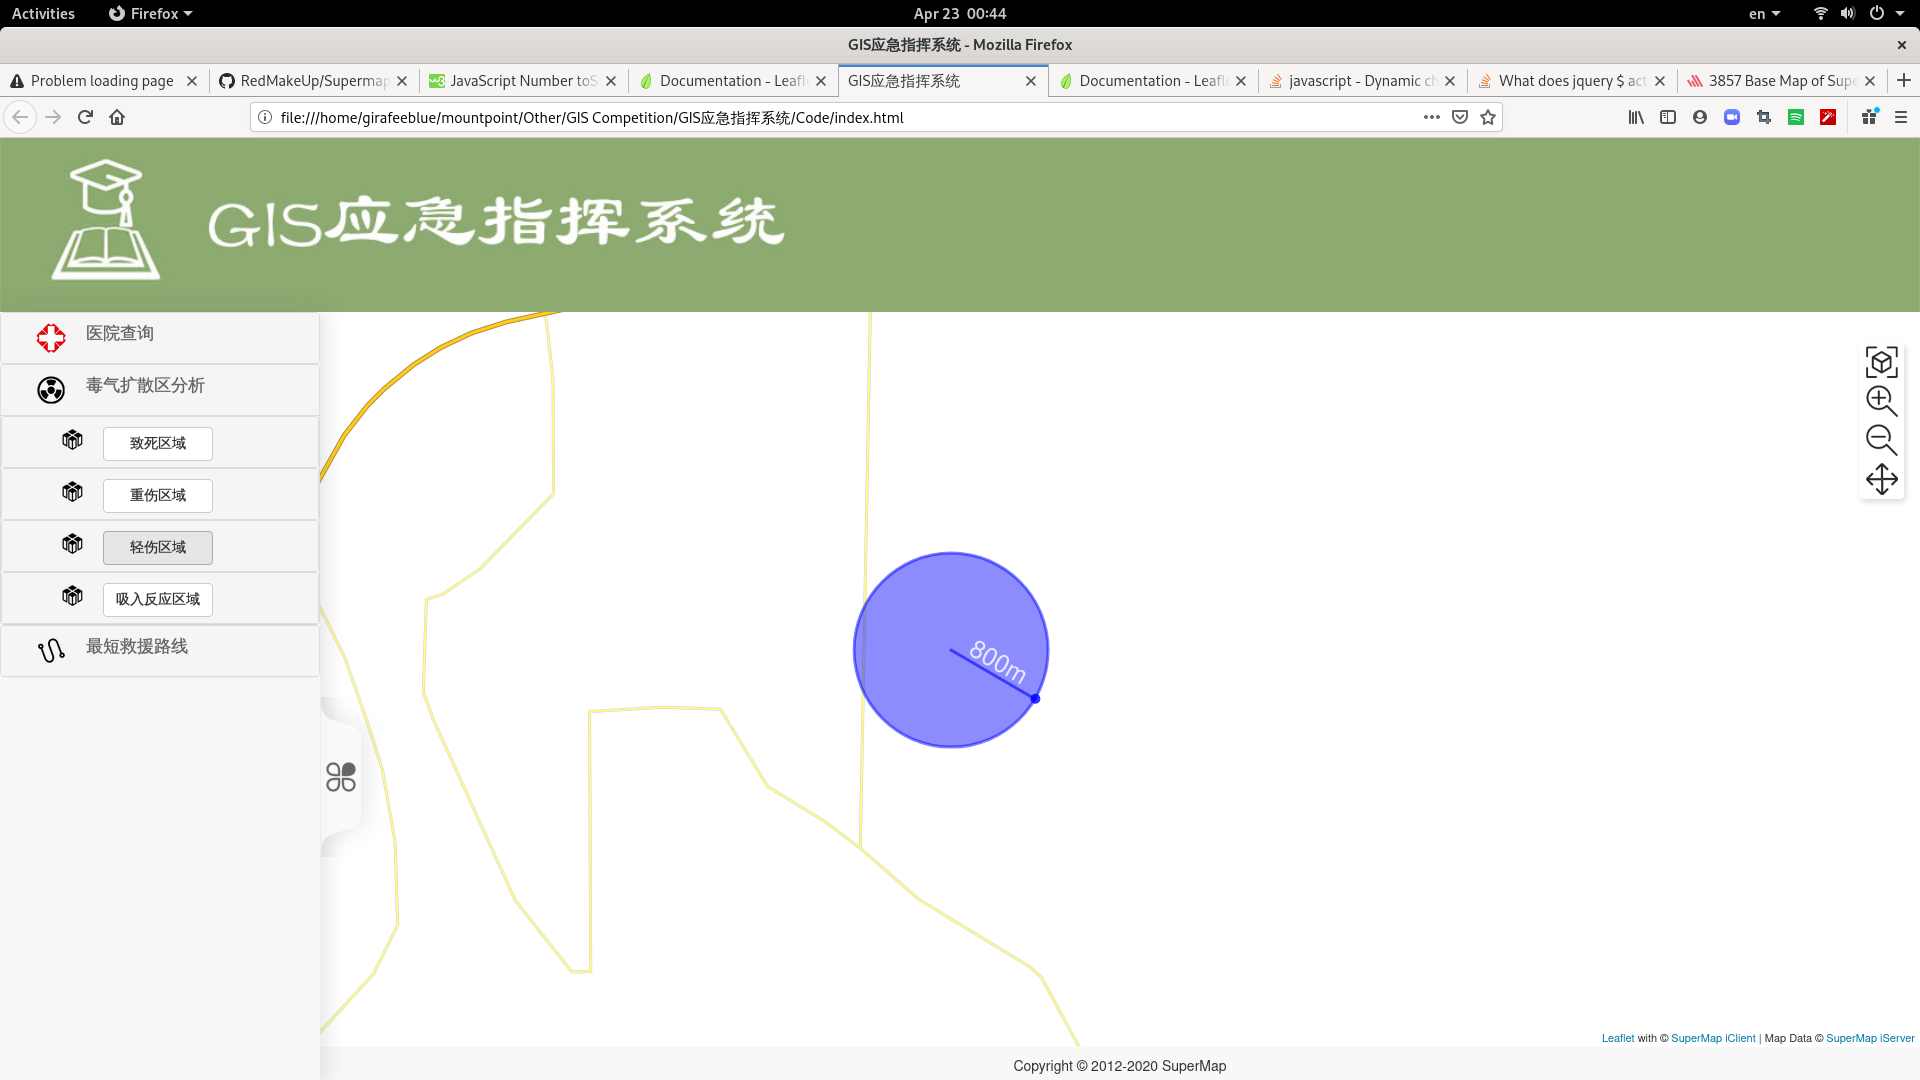 Activities Firefox Apr 23 00:44 en
GIS应急指挥系统 - Mozilla Firefox
Problem loading page RedMakeUp/Supermap JavaScript Number toS Documentation - Leafle GIS应急指挥系统 Documentation - Leafle javascript - Dynamic ch What does jquery $ act 3857 Base Map of Supe
file:///home/girafeeblue/mountpoint/Other/GIS Competition/GIS应急指挥系统/Code/index.html
GIS应急指挥系统
医院查询
毒气扩散区分析
致死区域
重伤区域
轻伤区域
吸入反应区域
最短救援路线
800m
Leaflet with © SuperMap iClient | Map Data © SuperMap iServer
Copyright © 2012-2020 SuperMap